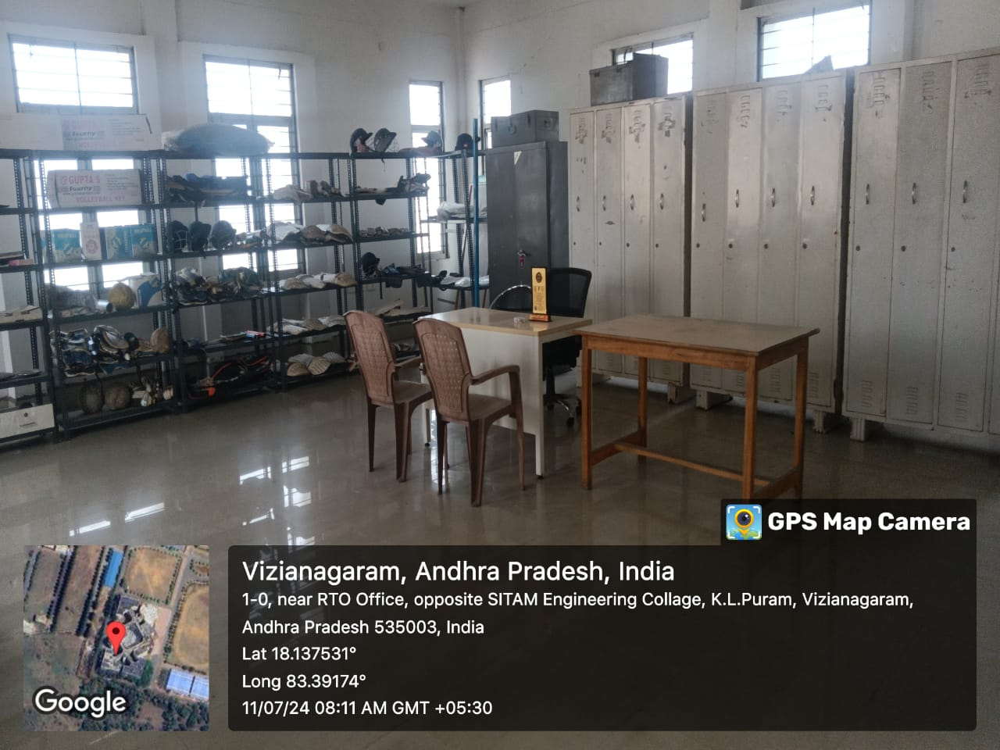 Fourny
GUPTA'S
Fourny
VOLLEYBALL NET
GPS Map Camera
Vizianagaram, Andhra Pradesh, India
1-0, near RTO Office, opposite SITAM Engineering Collage, K.L.Puram, Vizianagaram,
Andhra Pradesh 535003, India
Lat 18.137531°
Long 83.39174°
11/07/24 08:11 AM GMT +05:30
Google